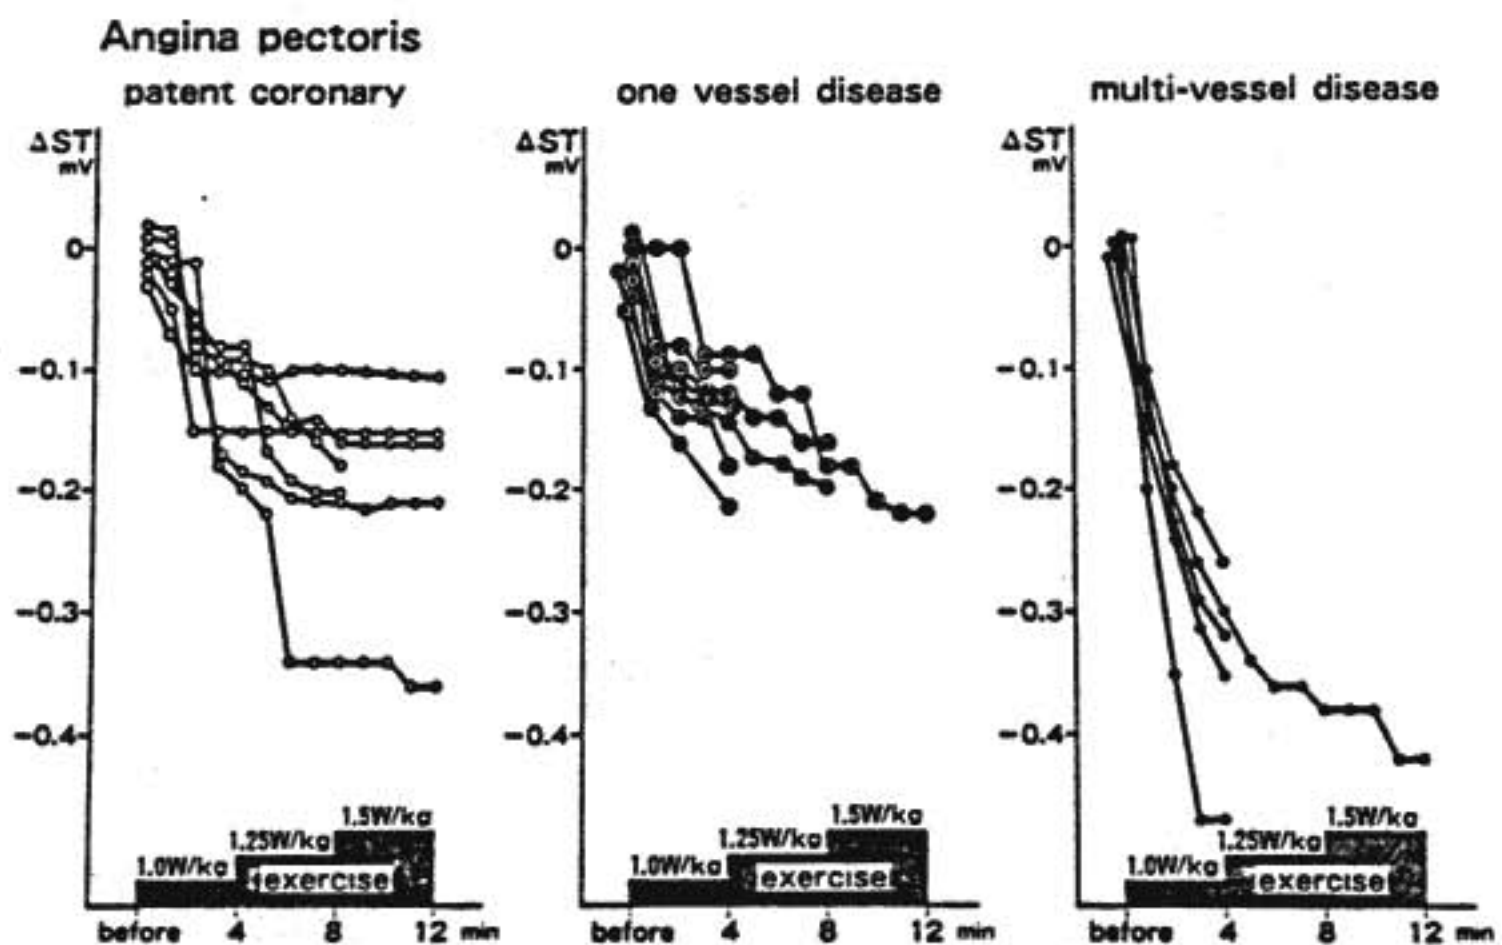 Angina pectoris
patent coronary
one vessel disease
multi-vessel disease
ΔST
mV
0
-0.1
-0.2
-0.3
-0.4
1.0W/kg
1.25W/kg
1.5W/kg
exercise
before 4 8 12 min
ΔST
mV
0
-0.1
-0.2
-0.3
-0.4
1.0W/kg
1.25W/kg
1.5W/kg
exercise
before 4 8 12 min
ΔST
mV
0
-0.1
-0.2
-0.3
-0.4
1.0W/kg
1.25W/kg
1.5W/kg
exercise
before 4 8 12 min